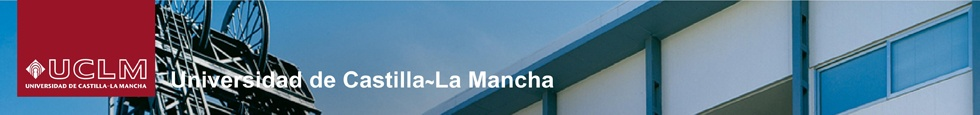 UCLM
UNIVERSIDAD DE CASTILLA-LA MANCHA
Universidad de Castilla~La Mancha